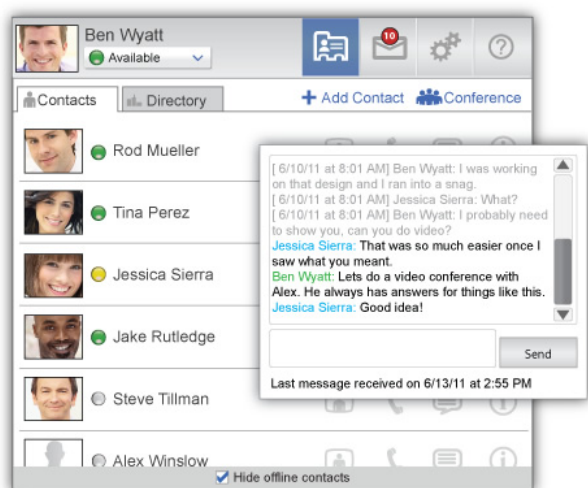 Ben Wyatt
Available
10
Contacts
Directory
+ Add Contact
Conference
Rod Mueller
Tina Perez
Jessica Sierra
Jake Rutledge
Steve Tillman
Alex Winslow
Hide offline contacts
[ 6/10/11 at 8:01 AM] Ben Wyatt: I was working
on that design and I ran into a snag.
[ 6/10/11 at 8:01 AM] Jessica Sierra: What?
[ 6/10/11 at 8:01 AM] Ben Wyatt: I probably need
to show you, can you do video?
Jessica Sierra: That was so much easier once I
saw what you meant.
Ben Wyatt: Lets do a video conference with
Alex. He always has answers for things like this.
Jessica Sierra: Good idea!
Send
Last message received on 6/13/11 at 2:55 PM